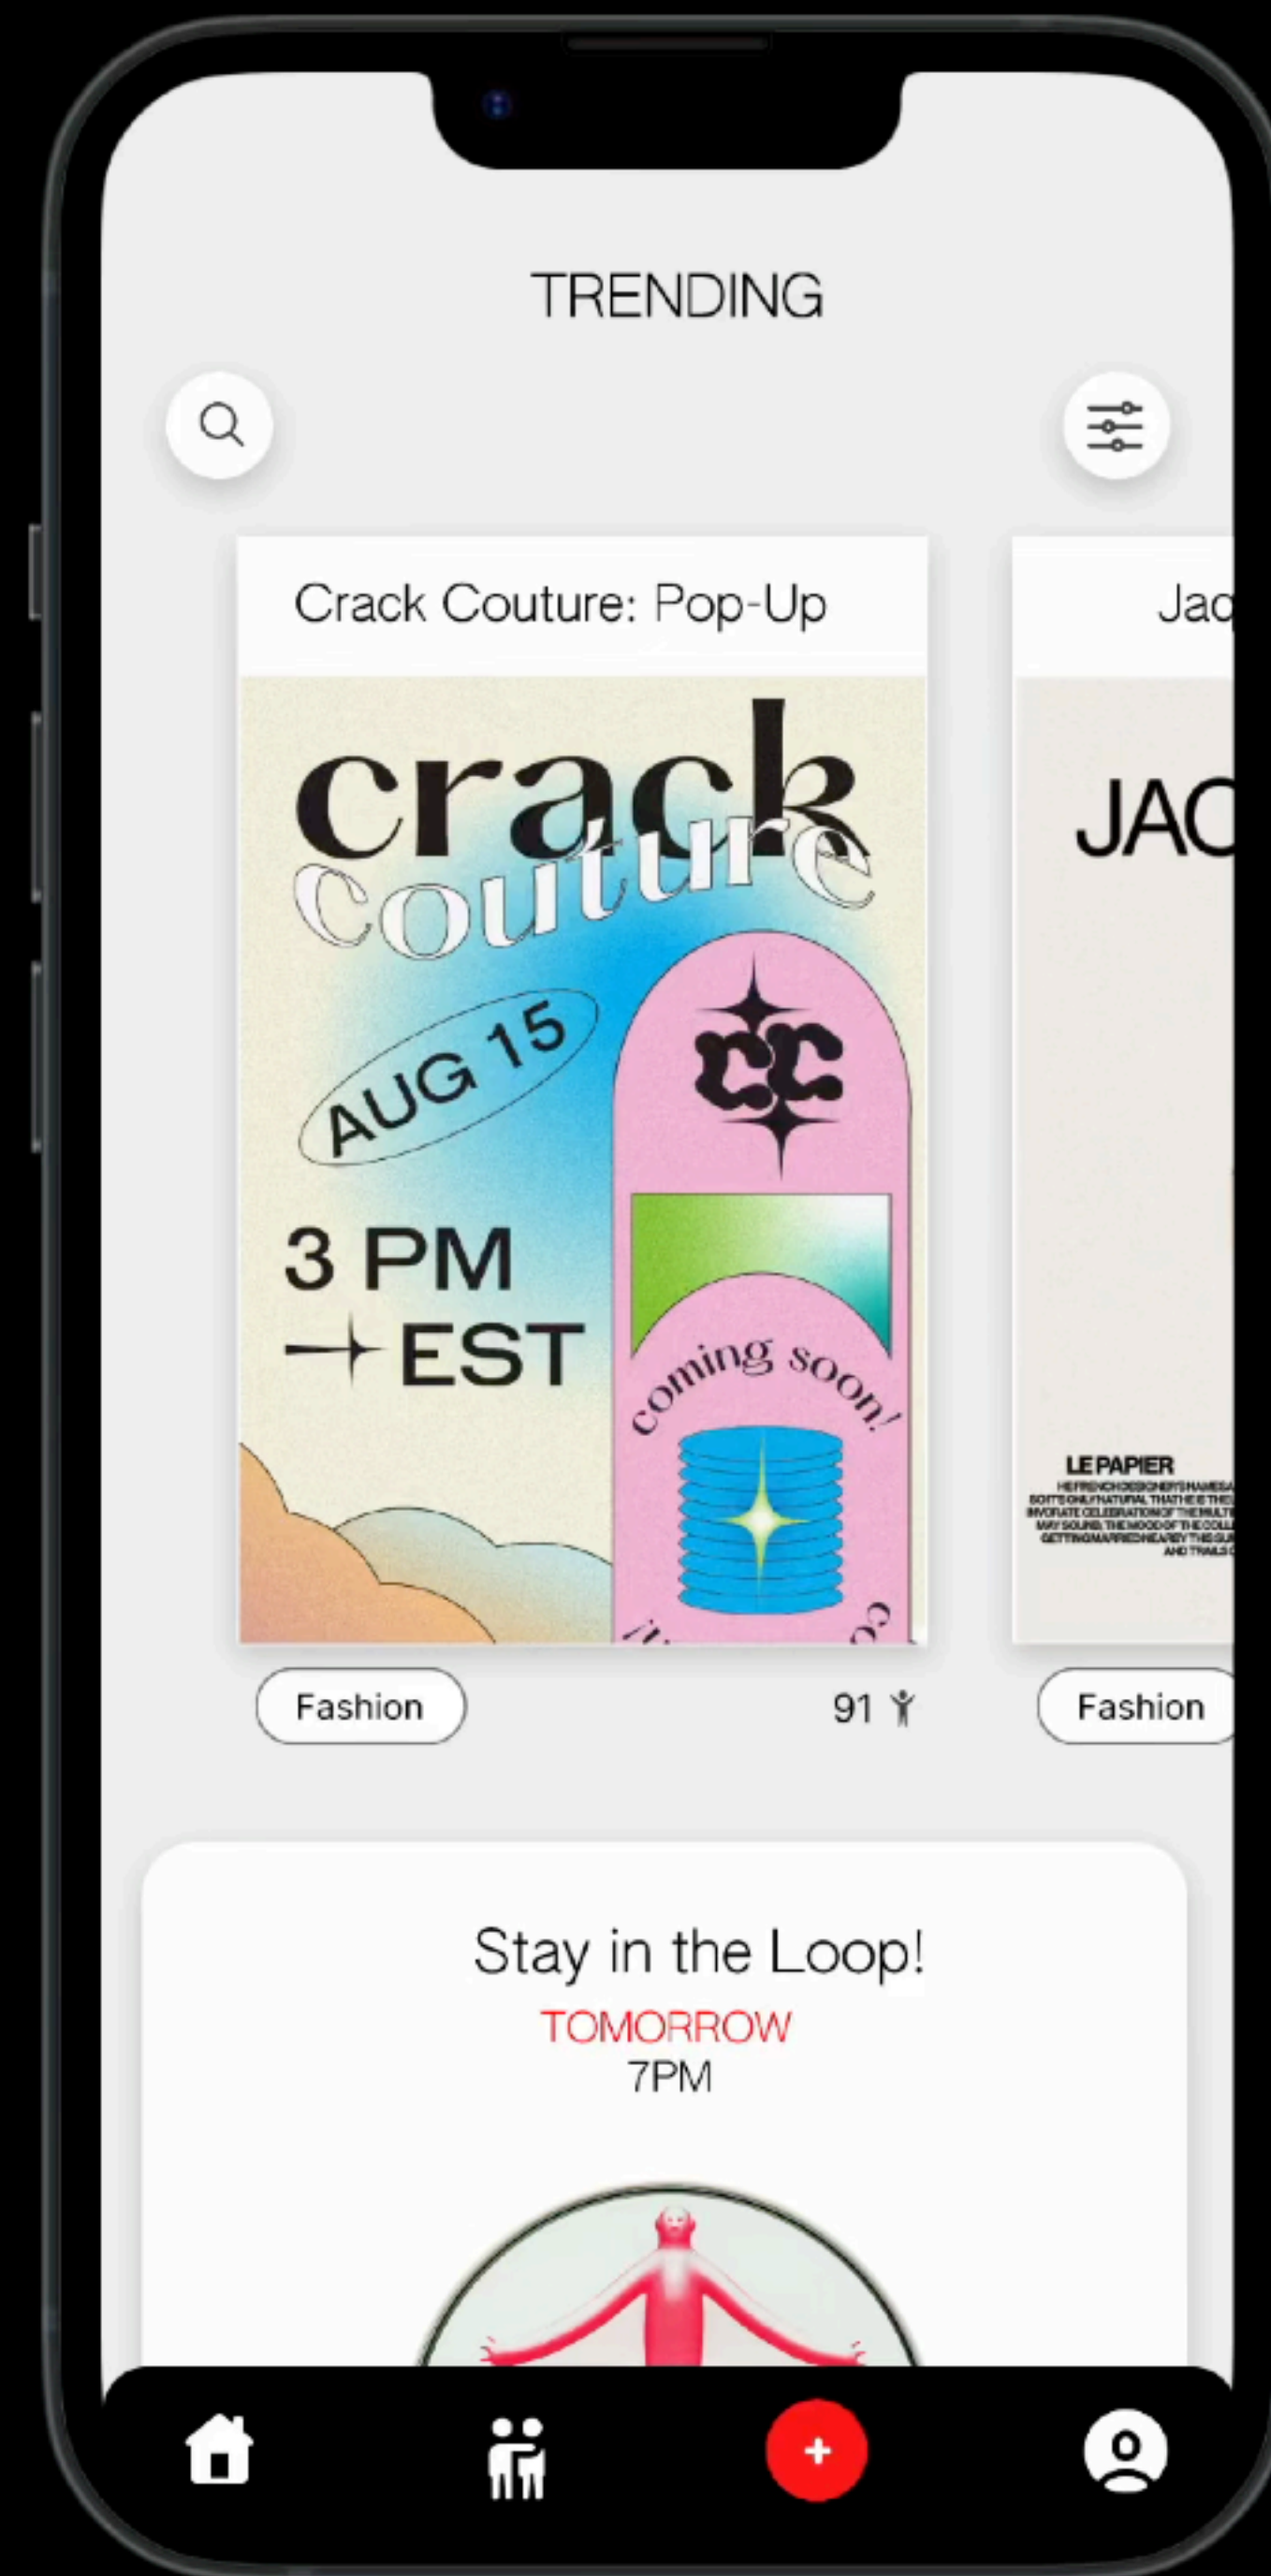 TRENDING
Crack Couture: Pop-Up
crack
couture
AUG 15
3 PM
EST
cc
coming soon!
Fashion
91
Jaq
JAC
LE PAPIER
Fashion
Stay in the Loop!
TOMORROW
7PM